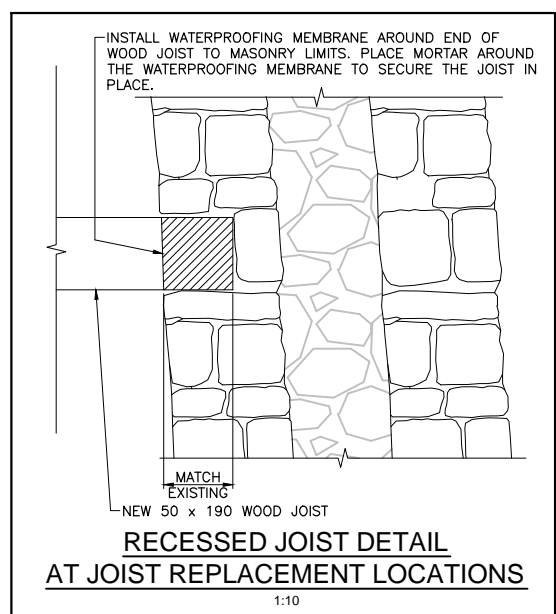 INSTALL WATERPROOFING MEMBRANE AROUND END OF
WOOD JOIST TO MASONRY LIMITS. PLACE MORTAR AROUND
THE WATERPROOFING MEMBRANE TO SECURE THE JOIST IN
PLACE.
MATCH
EXISTING
NEW 50 x 190 WOOD JOIST
RECESSED JOIST DETAIL
AT JOIST REPLACEMENT LOCATIONS
1:10